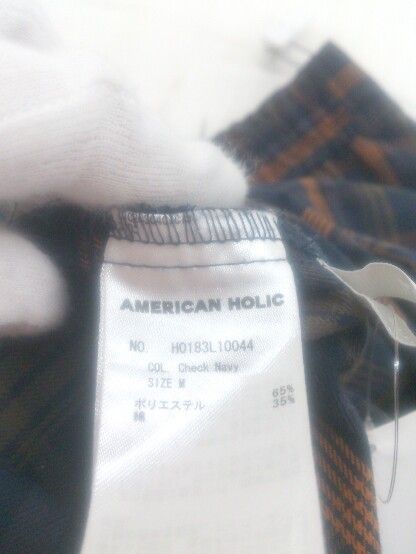 AMERICAN HOLIC
NO. H0183L10044
COL. Check Navy
SIZE M
ポリエステル 65%
綿 35%